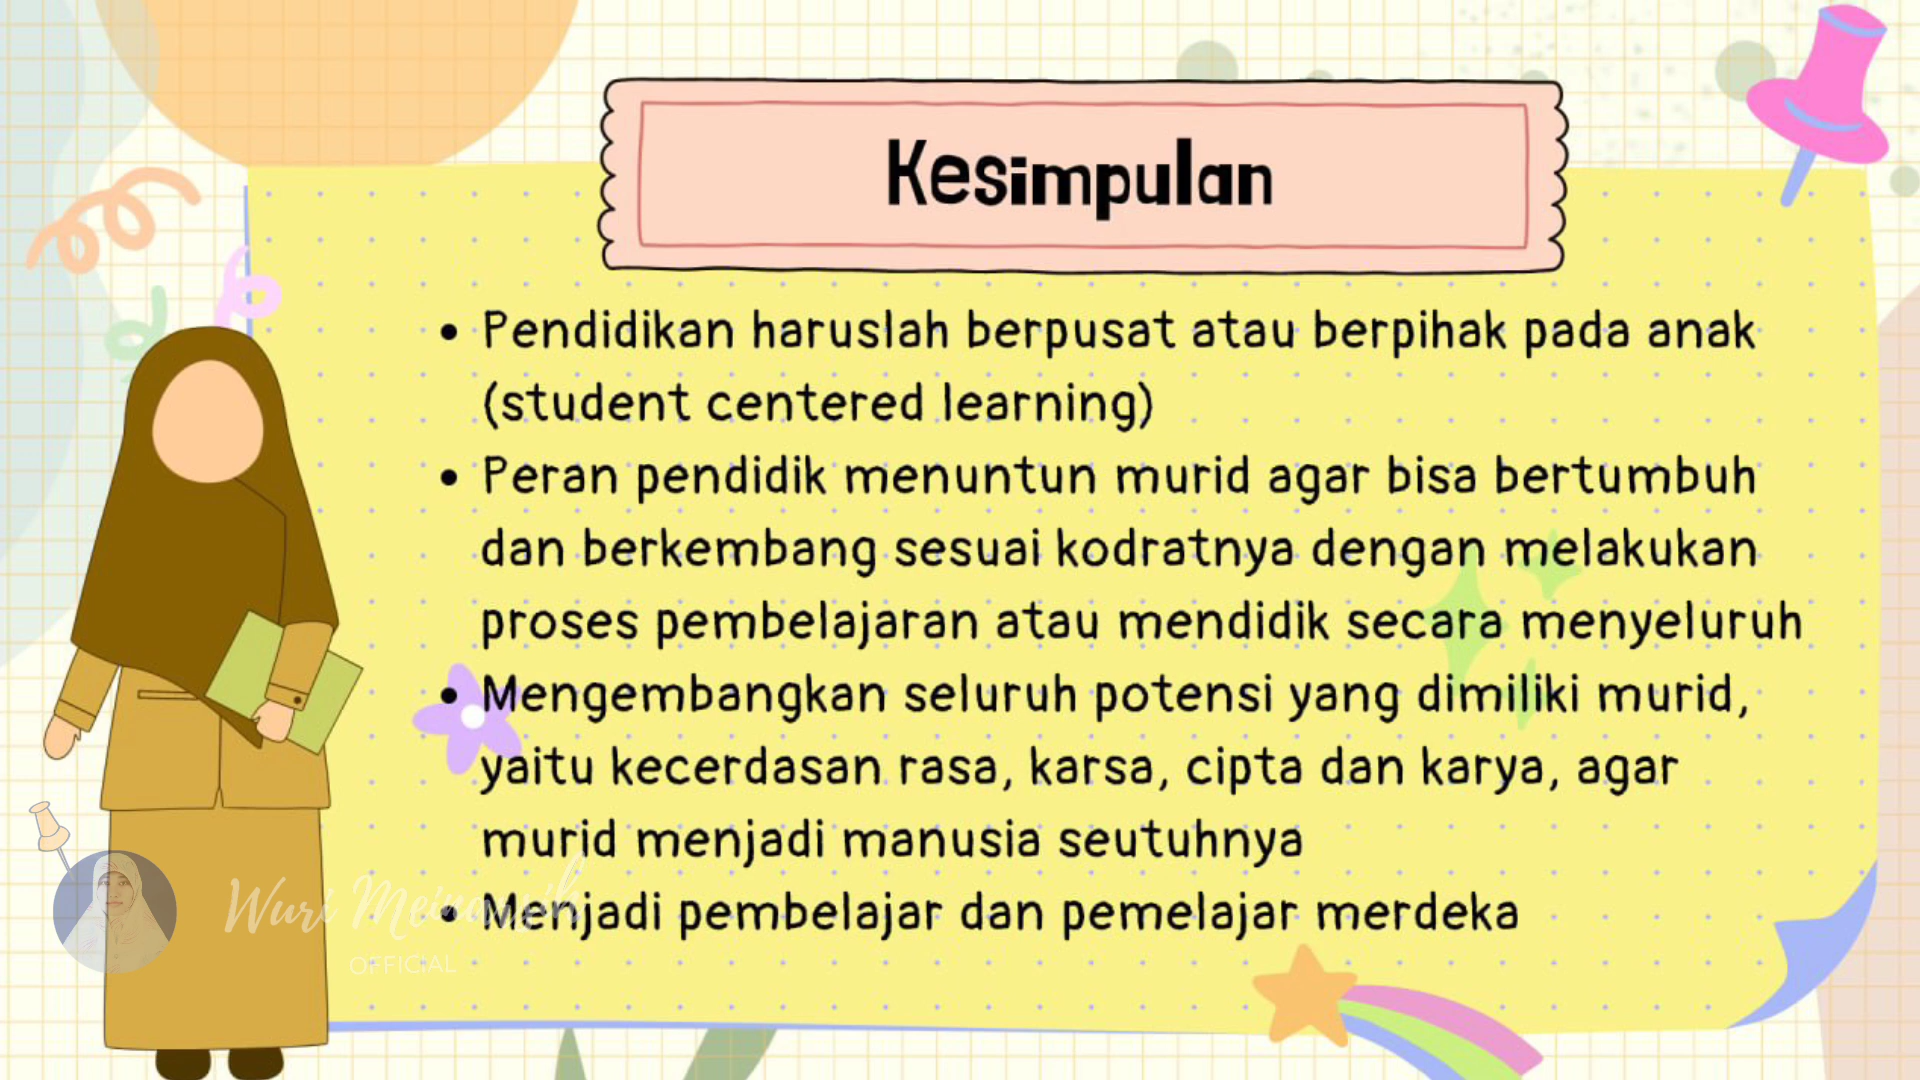 Kesimpulan
• Pendidikan haruslah berpusat atau berpihak pada anak
(student centered learning)
• Peran pendidik menuntun murid agar bisa bertumbuh
dan berkembang sesuai kodratnya dengan melakukan
proses pembelajaran atau mendidik secara menyeluruh
• Mengembangkan seluruh potensi yang dimiliki murid,
yaitu kecerdasan rasa, karsa, cipta dan karya, agar
murid menjadi manusia seutuhnya
• Menjadi pembelajar dan pemelajar merdeka
Wuri
OFFICIAL